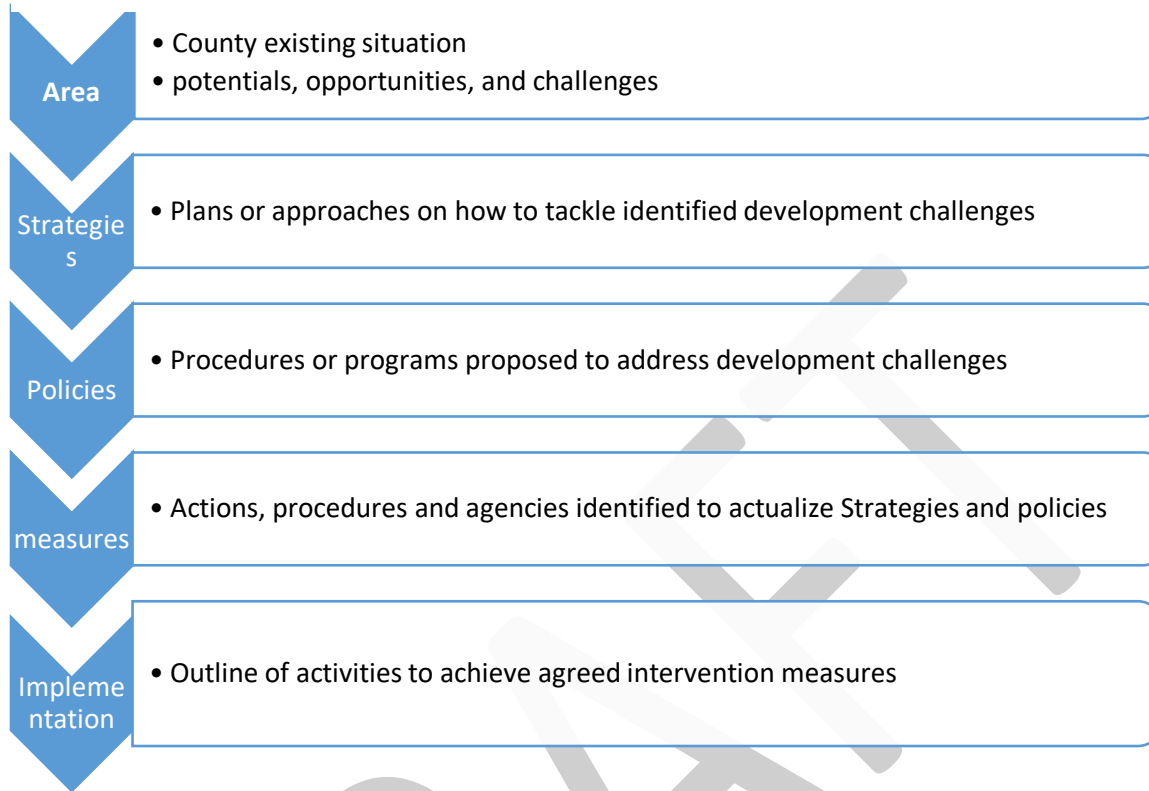 Area
• County existing situation
• potentials, opportunities, and challenges
Strategie
s
• Plans or approaches on how to tackle identified development challenges
Policies
• Procedures or programs proposed to address development challenges
measures
• Actions, procedures and agencies identified to actualize Strategies and policies
Impleme
ntation
• Outline of activities to achieve agreed intervention measures
DRAFT